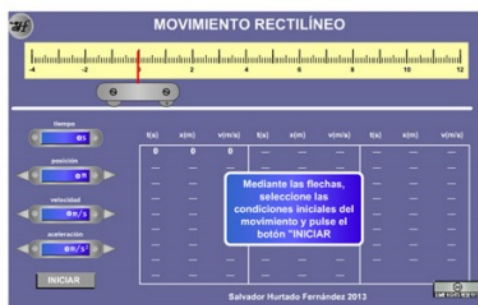 MOVIMIENTO RECTILÍNEO
-4 -2 0 2 4 6 8 10 12
tiempo
0s
posición
0m
velocidad
0m/s
aceleración
0m/s²
INICIAR
t(s) x(m) v(m/s) t(s) x(m) v(m/s) t(s) x(m) v(m/s)
0 0 0 --- --- --- --- --- ---
Mediante las flechas,
seleccione las
condiciones iniciales del
movimiento y pulse el
botón "INICIAR
Salvador Hurtado Fernández 2013